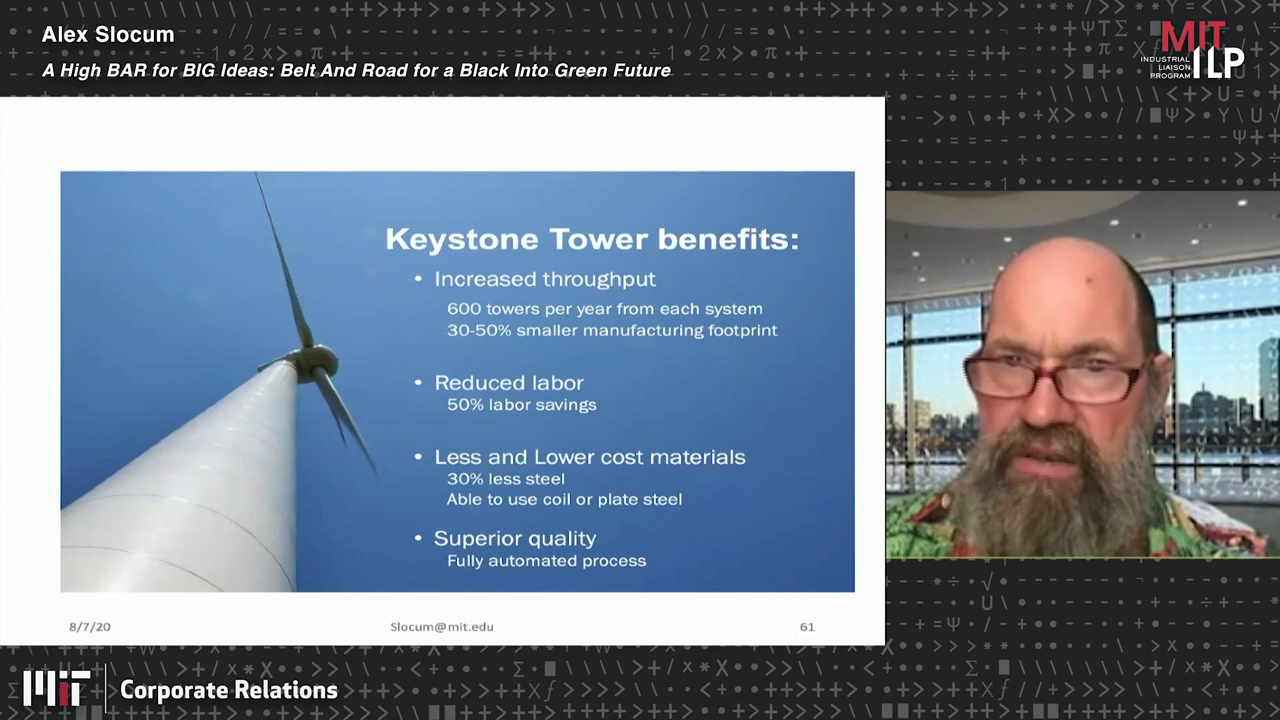 Alex Slocum
A High BAR for BIG Ideas: Belt And Road for a Black Into Green Future
MIT
INDUSTRIAL
LIAISON
PROGRAM
ILP
Keystone Tower benefits:
• Increased throughput
600 towers per year from each system
30-50% smaller manufacturing footprint
• Reduced labor
50% labor savings
• Less and Lower cost materials
30% less steel
Able to use coil or plate steel
• Superior quality
Fully automated process
8/7/20
Slocum@mit.edu
61
MIT
Corporate Relations